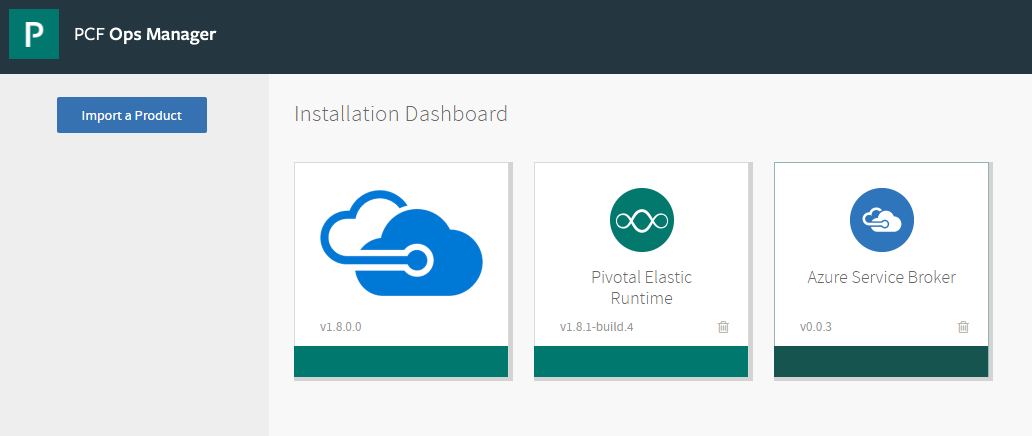 P PCF Ops Manager
Import a Product
Installation Dashboard
v1.8.0.0
Pivotal Elastic
Runtime
v1.8.1-build.4
Azure Service Broker
v0.0.3